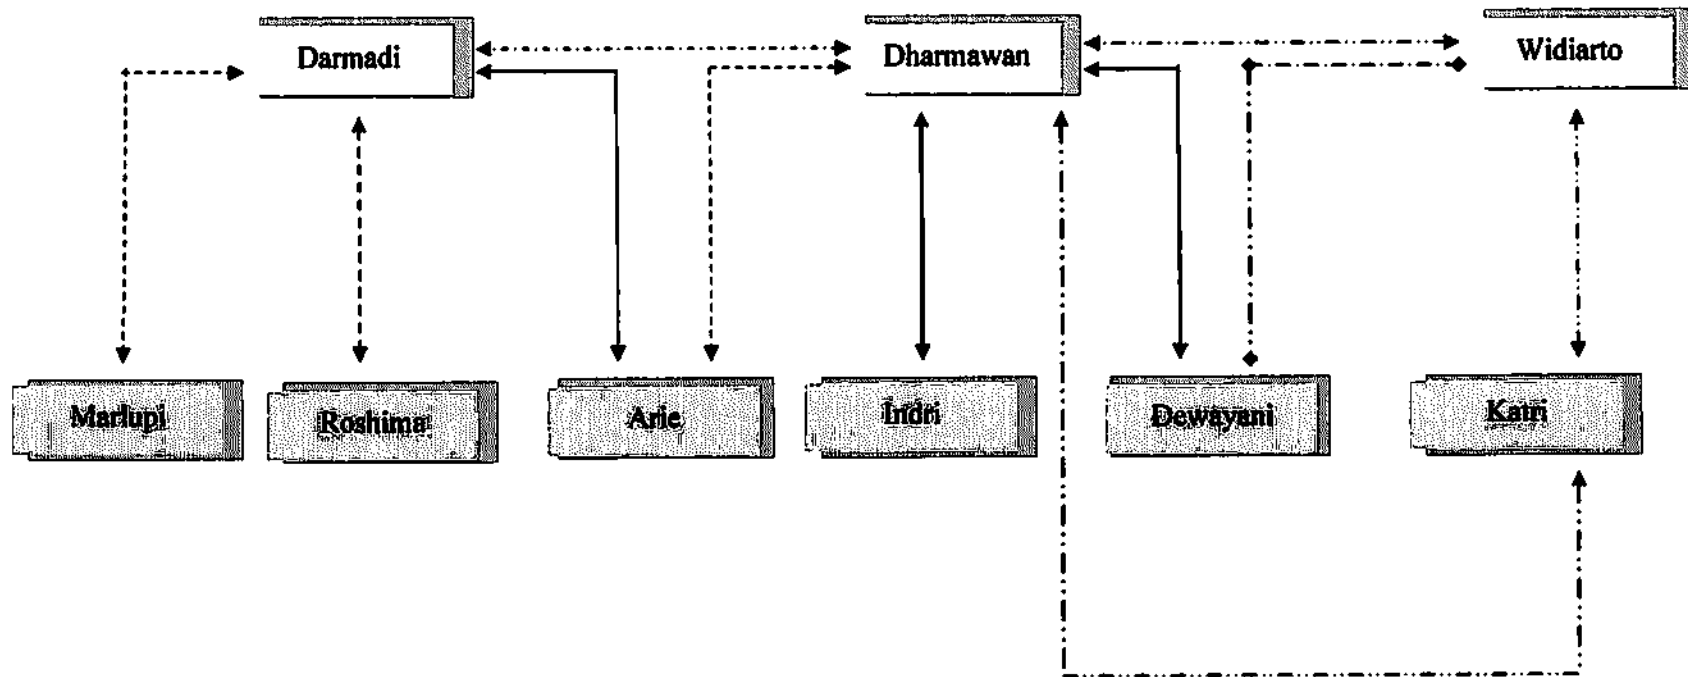 Darmadi
Dharmawan
Widiarto
Marlupi
Roshima
Arie
Indri
Dewayani
Katri